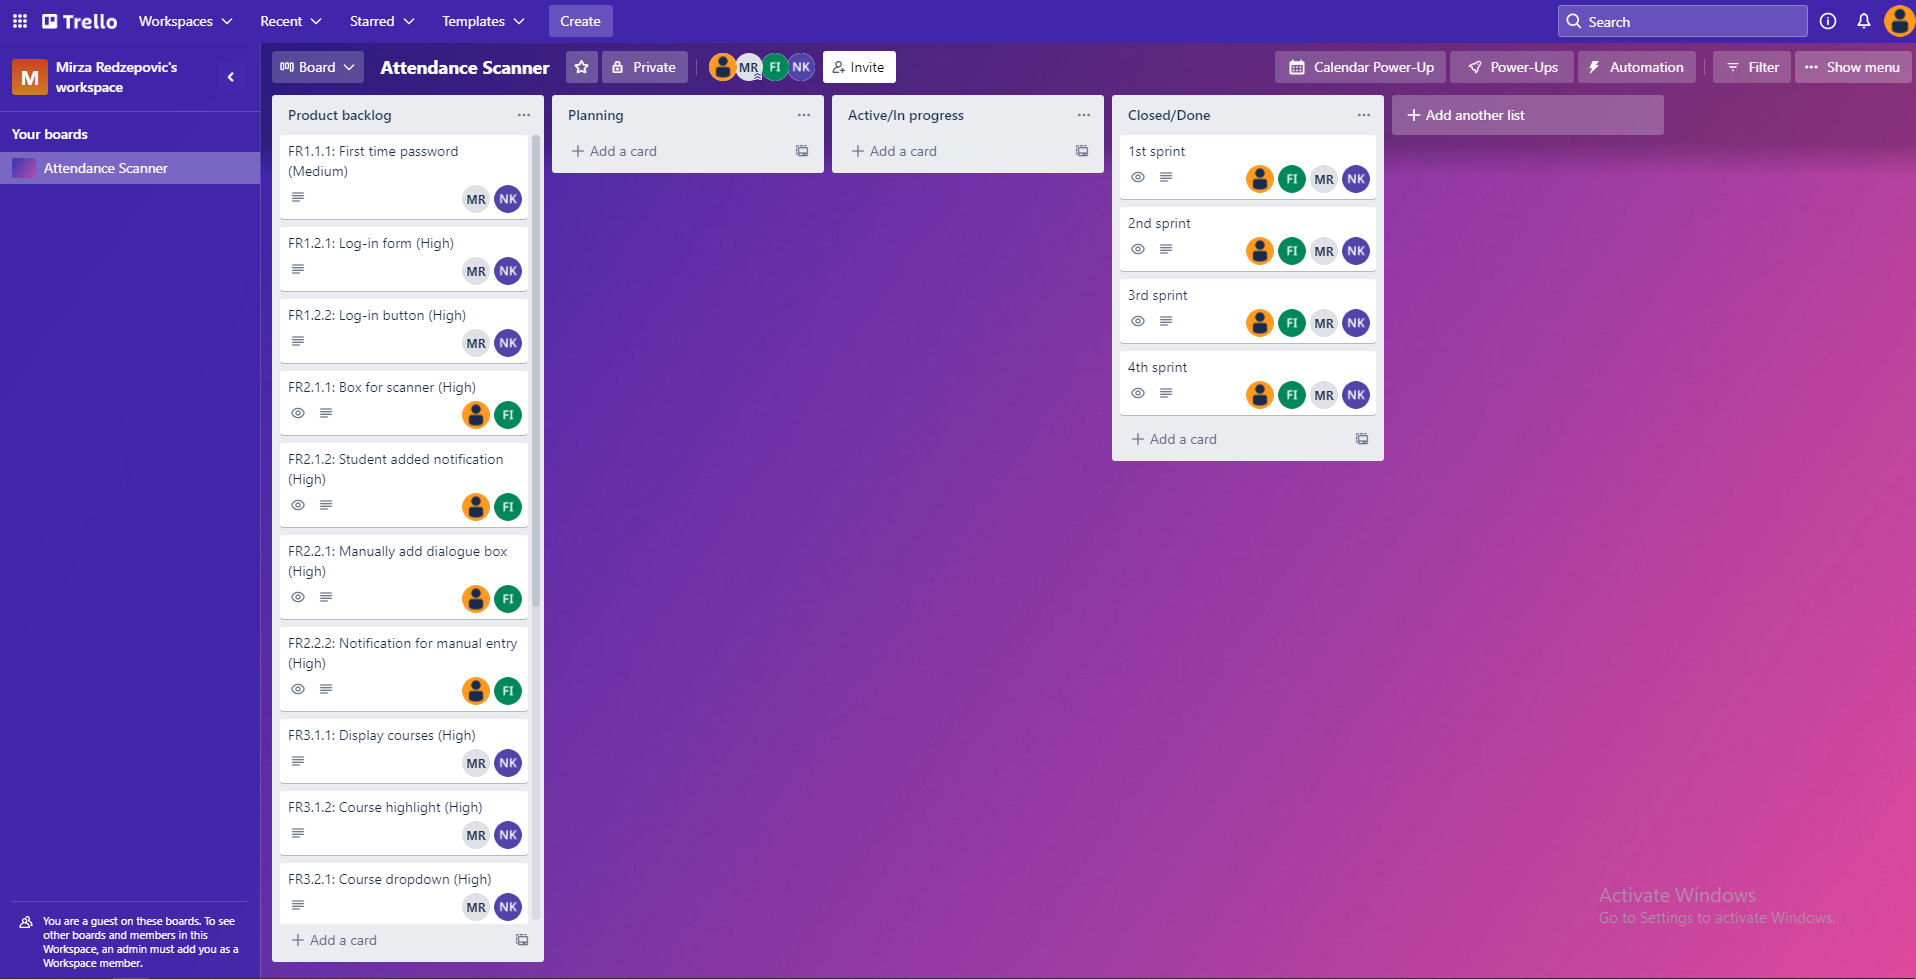 Trello
Workspaces
Recent
Starred
Templates
Create
Search
M
Mirza Redzepovic's
workspace
Your boards
Attendance Scanner
You are a guest on these boards. To see
other boards and members in this
Workspace, an admin must add you as a
Workspace member.
Board
Attendance Scanner
Private
MR
FI
NK
Invite
Calendar Power-Up
Power-Ups
Automation
Filter
Show menu
Product backlog
FR1.1.1: First time password
(Medium)
MR NK
FR1.2.1: Log-in form (High)
MR NK
FR1.2.2: Log-in button (High)
MR NK
FR2.1.1: Box for scanner (High)
FI
FR2.1.2: Student added notification
(High)
FI
FR2.2.1: Manually add dialogue box
(High)
FI
FR2.2.2: Notification for manual entry
(High)
FI
FR3.1.1: Display courses (High)
MR NK
FR3.1.2: Course highlight (High)
MR NK
FR3.2.1: Course dropdown (High)
MR NK
Add a card
Planning
Add a card
Active/In progress
Add a card
Closed/Done
1st sprint
FI MR NK
2nd sprint
FI MR NK
3rd sprint
FI MR NK
4th sprint
FI MR NK
Add a card
Add another list
Activate Windows
Go to Settings to activate Windows.